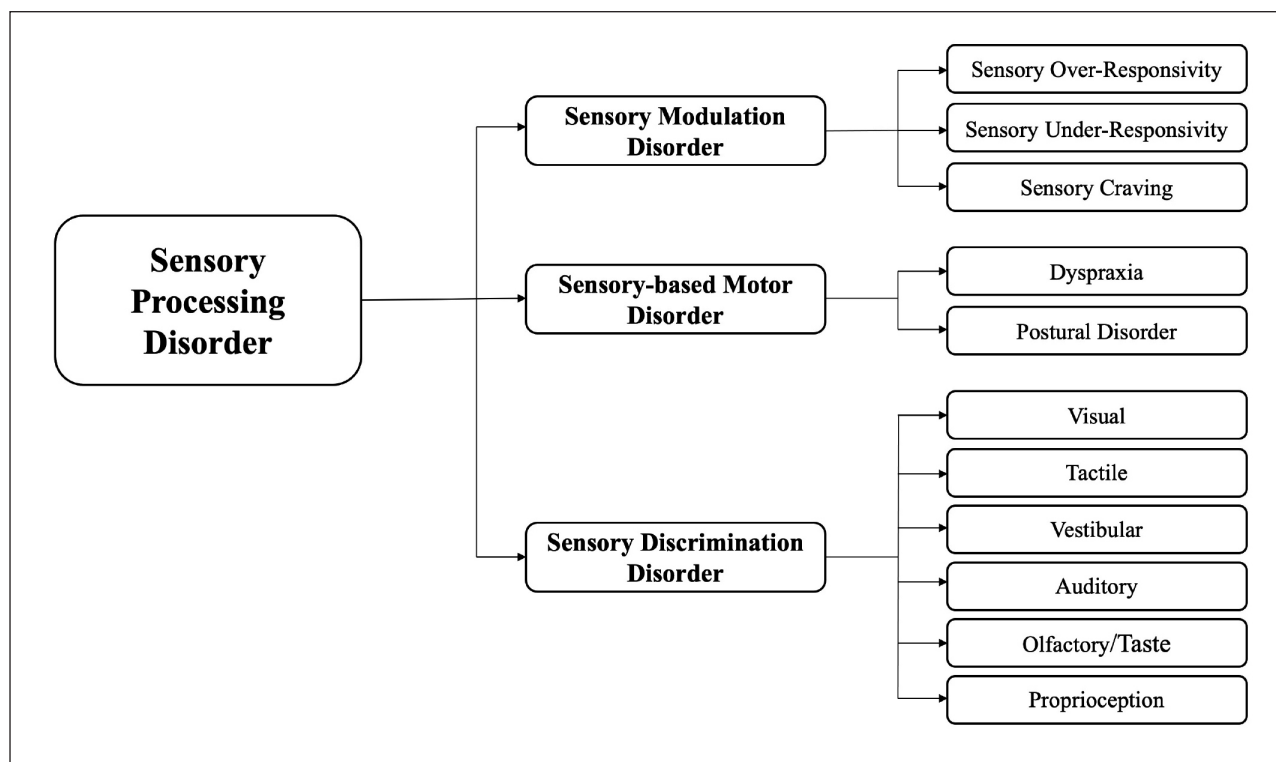 Sensory
Processing
Disorder
Sensory Modulation
Disorder
Sensory Over-Responsivity
Sensory Under-Responsivity
Sensory Craving
Sensory-based Motor
Disorder
Dyspraxia
Postural Disorder
Sensory Discrimination
Disorder
Visual
Tactile
Vestibular
Auditory
Olfactory/Taste
Proprioception